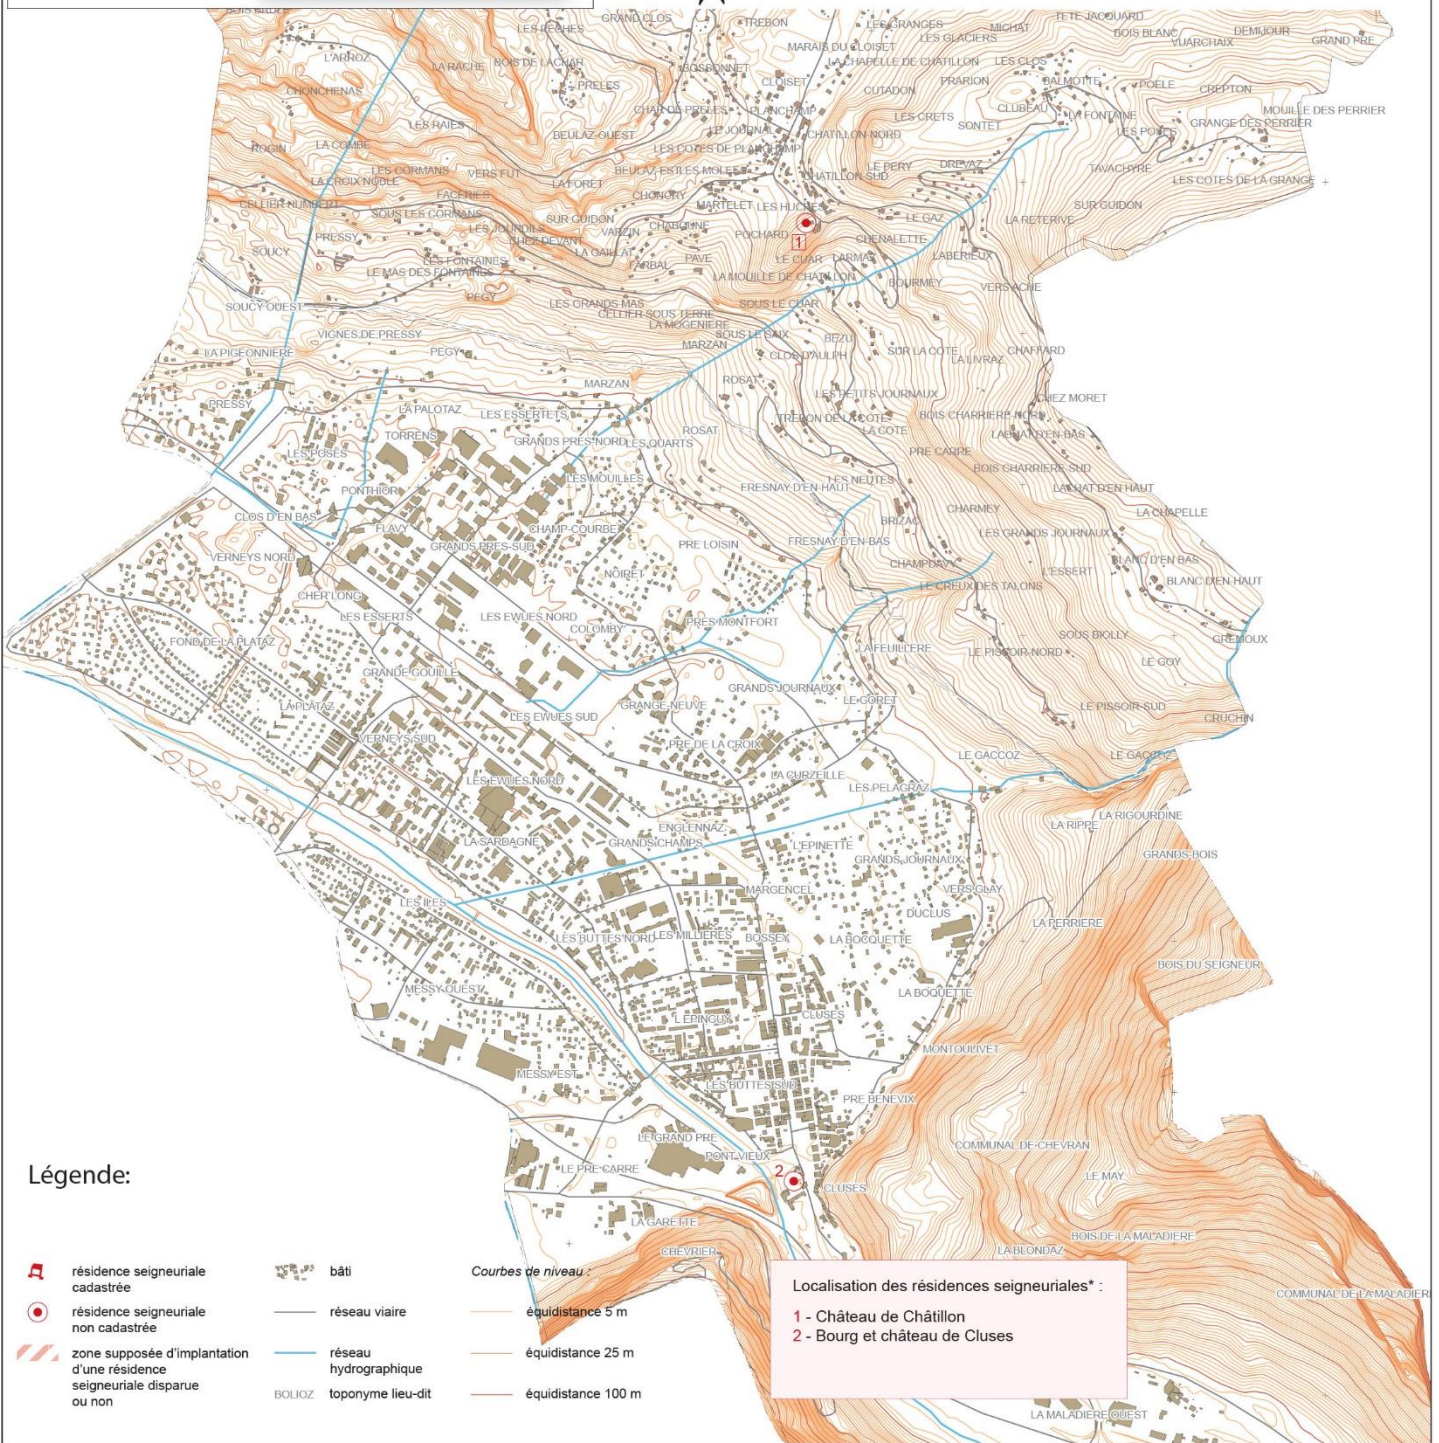 BOIS BRULE
LES PECHES
GRAND CLOS
TREBON
LES GRANGES
LES GLACIERS
MICHAT
TETE JACQUARD
BOIS BLANC
VUARCHAIX
DEMIJOUR
GRAND PRE
L'ARROZ
LA RACHE
BOIS DE LACHAR
BOSSONNET
MARAIS DU CLOISET
LA CHAPELLE DE CHATILLON
LES CLOS
CHONCHENAS
PRELES
CLOISET
CUTADON
PRARION
BALMOTTE
POELE
CREPTON
CHAR DE PRELES
PLANCHAMP
CLUBEAU
LA FONTAINE
MOUILLE DES PERRIER
LES RAIES
BEULAZ-OUEST
LE JOURNAL
CHATILLON-NORD
LES CRETS
SONTET
LES POSES
GRANGE DES PERRIER
ROGIN
LA COMBE
LES COTES DE PLANCHAMP
LES CORMANS
VERS FUT
BEULAZ-EST
LES MOLETS
CHATILLON-SUD
LE PERY
DREVAZ
TAVACHYRE
LA CROIX NOBLE
LA FORET
LES COTES DE LA GRANGE
CELLIER HUMBERT
FACERIES
CHONORY
MARTELET
LES HUCHES
SOUS LES CORMANS
SUR GUIDON
LE GAZ
LA RETERIVE
SUR GUIDON
PRESSY
LES JOURDILS
CHEZ DEVANT
VARZIN
CHABOUNE
POCHARD
1
CHENALETTE
SOUCY
LES FONTAINES
LA GAILLAT
FARBAL
PAVE
LE CUAR
LARMAY
LABERIEUX
LE MAS DES FONTAINES
LA MOUILLE DE CHATILLON
BOURMEY
VERS ACHE
SOUCY OUEST
PEGY
LES GRANDS MAS
CELLIER SOUS TERRE
SOUS LE CUAR
VIGNES DE PRESSY
LA MOGENIERE
SOUS LE SAIX
BEZU
LA PIGEONNIERE
PEGY
MARZAN
CLOS D'AULPH
SUR LA COTE
LA LIVRAZ
CHAFFARD
MARZAN
ROSAT
LES PETITS JOURNAUX
CHEZ MORET
PRESSY
LA PALOTAZ
LES ESSERTETS
TREBON DE LA COTE
BOIS CHARRIERE-NORD
TORRENS
GRANDS PRES-NORD
LES QUARTS
ROSAT
LA COTE
LACHAT D'EN-BAS
LES POSES
PRE CARRE
BOIS CHARRIERE-SUD
PONTHIOR
LES MOUILLES
FRESNAY D'EN-HAUT
LES NEUTES
LACHAT D'EN HAUT
CLOS D'EN BAS
FLAVY
CHAMP-COURBE
BRIZAC
CHARMEY
LA CHAPELLE
VERNEYS NORD
GRANDS PRES-SUD
PRE LOISIN
FRESNAY D'EN-BAS
LES GRANDS JOURNAUX
NOIRET
CHAMPDAVY
L'ESSERT
BLANC D'EN BAS
CHER LONG
LE CREUX DES TALONS
BLANC D'EN-HAUT
LES ESSERTS
LES EWUES NORD
COLOMBY
PRES MONTFORT
FOND DE LA PLATAZ
LA FEUILLERE
LE PISSOIR-NORD
SOUS BIOLLY
GREMOUX
LE GOY
GRANDE GOUILLE
GRANDS JOURNAUX
LE GORET
LA PLATAZ
LES EWUES SUD
GRANGE-NEUVE
LE PISSOIR-SUD
CRUCHIN
VERNEYS SUD
PRE DE LA CROIX
LE GACCOZ
LE GACCOZ
LES EWUES NORD
LA CURZEILLE
LES PELAGRAZ
LA SARDAGNE
ENGLENNAZ
GRANDS CHAMPS
L'EPINETTE
LA RIPPE
LA RIGOURDINE
GRANDS JOURNAUX
GRANDS-BOIS
LES ILES
MARGENCEL
VERS CLAY
DUCLUS
LA PERRIERE
LES BUTTES NORD
LES MILLIERES
BOSSEY
LA BOCQUETTE
BOIS DU SEIGNEUR
MESSY OUEST
LA BOQUETTE
L EPINGUY
CLUSES
MONTOULIVET
MESSY EST
LES BUTTES SUD
PRE BENEVIX
LE GRAND PRE
COMMUNAL DE CHEVRAN
LE PRE CARRE
PONT VIEUX
LE MAY
2
CLUSES
LA GARETTE
BOIS DE LA MALADIERE
CHEVRIER
LA BLONDAZ
COMMUNAL DE LA MALADIERE
LA MALADIERE OUEST
Légende:
résidence seigneuriale
cadastrée
résidence seigneuriale
non cadastrée
zone supposée d'implantation
d'une résidence
seigneuriale disparue
ou non
bâti
réseau viaire
réseau
hydrographique
BOLIOZ toponyme lieu-dit
Courbes de niveau :
équidistance 5 m
équidistance 25 m
équidistance 100 m
Localisation des résidences seigneuriales* :
1 - Château de Châtillon
2 - Bourg et château de Cluses